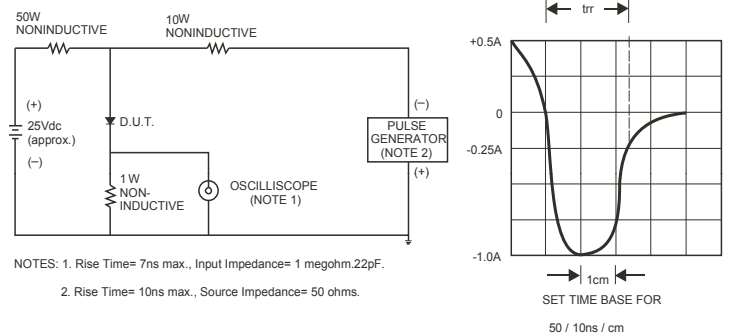 50W
NONINDUCTIVE
10W
NONINDUCTIVE
(+)
25Vdc
(approx.)
(–)
D.U.T.
1W
NON-
INDUCTIVE
OSCILLISCOPE
(NOTE 1)
(–)
PULSE
GENERATOR
(NOTE 2)
(+)
NOTES: 1. Rise Time= 7ns max., Input Impedance= 1 megohm.22pF.
2. Rise Time= 10ns max., Source Impedance= 50 ohms.
trr
+0.5A
0
-0.25A
-1.0A
1cm
SET TIME BASE FOR
50 / 10ns / cm